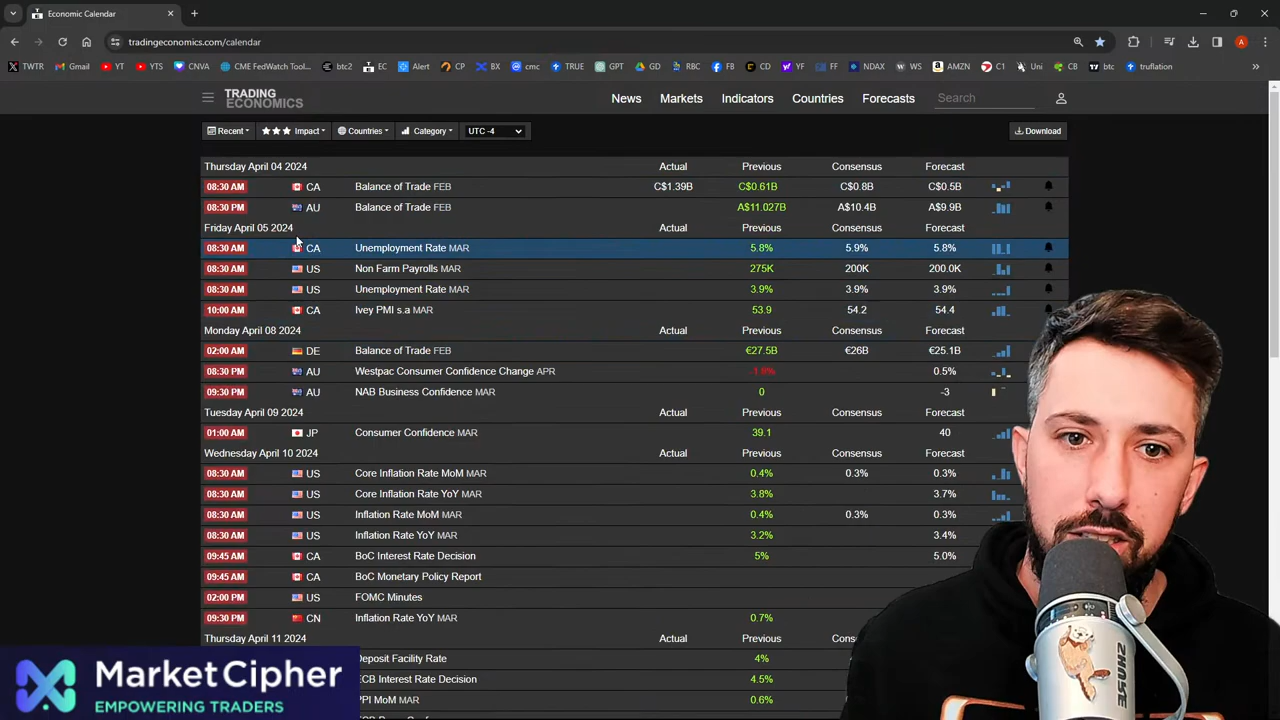 Economic Calendar
tradingeconomics.com/calendar
TWTR Gmail YT YTS CNVA CME FedWatch Tool... btc2 EC Alert CP BX cmc TRUE GPT GD RBC FB CD YF FF NDAX WS AMZN C1 Uni CB btc truflation
TRADING ECONOMICS News Markets Indicators Countries Forecasts Search
Recent Impact Countries Category UTC -4 Download
Thursday April 04 2024 Actual Previous Consensus Forecast
08:30 AM CA Balance of Trade FEB C$1.39B C$0.61B C$0.8B C$0.5B
08:30 PM AU Balance of Trade FEB A$11.027B A$10.4B A$9.9B
Friday April 05 2024 Actual Previous Consensus Forecast
08:30 AM CA Unemployment Rate MAR 5.8% 5.9% 5.8%
08:30 AM US Non Farm Payrolls MAR 275K 200K 200.0K
08:30 AM US Unemployment Rate MAR 3.9% 3.9% 3.9%
10:00 AM CA Ivey PMI s.a MAR 53.9 54.2 54.4
Monday April 08 2024 Actual Previous Consensus Forecast
02:00 AM DE Balance of Trade FEB €27.5B €26B €25.1B
08:30 PM AU Westpac Consumer Confidence Change APR -1.8% 0.5%
09:30 PM AU NAB Business Confidence MAR 0 -3
Tuesday April 09 2024 Actual Previous Consensus Forecast
01:00 AM JP Consumer Confidence MAR 39.1 40
Wednesday April 10 2024 Actual Previous Consensus Forecast
08:30 AM US Core Inflation Rate MoM MAR 0.4% 0.3% 0.3%
08:30 AM US Core Inflation Rate YoY MAR 3.8% 3.7%
08:30 AM US Inflation Rate MoM MAR 0.4% 0.3% 0.3%
08:30 AM US Inflation Rate YoY MAR 3.2% 3.4%
09:45 AM CA BoC Interest Rate Decision 5% 5.0%
09:45 AM CA BoC Monetary Policy Report
02:00 PM US FOMC Minutes
09:30 PM CN Inflation Rate YoY MAR 0.7%
Thursday April 11 2024 Actual Previous
Deposit Facility Rate 4%
ECB Interest Rate Decision 4.5%
PPI MoM MAR 0.6%
MarketCipher
EMPOWERING TRADERS
SHURE